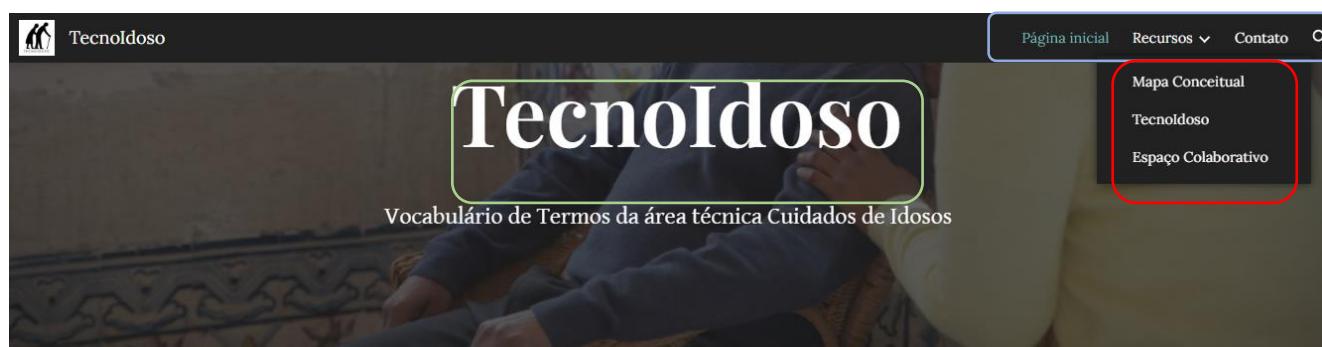 TecnoIdoso
Página inicial
Recursos
Contato
Mapa Conceitual
TecnoIdoso
Espaço Colaborativo
TecnoIdoso
Vocabulário de Termos da área técnica Cuidados de Idosos